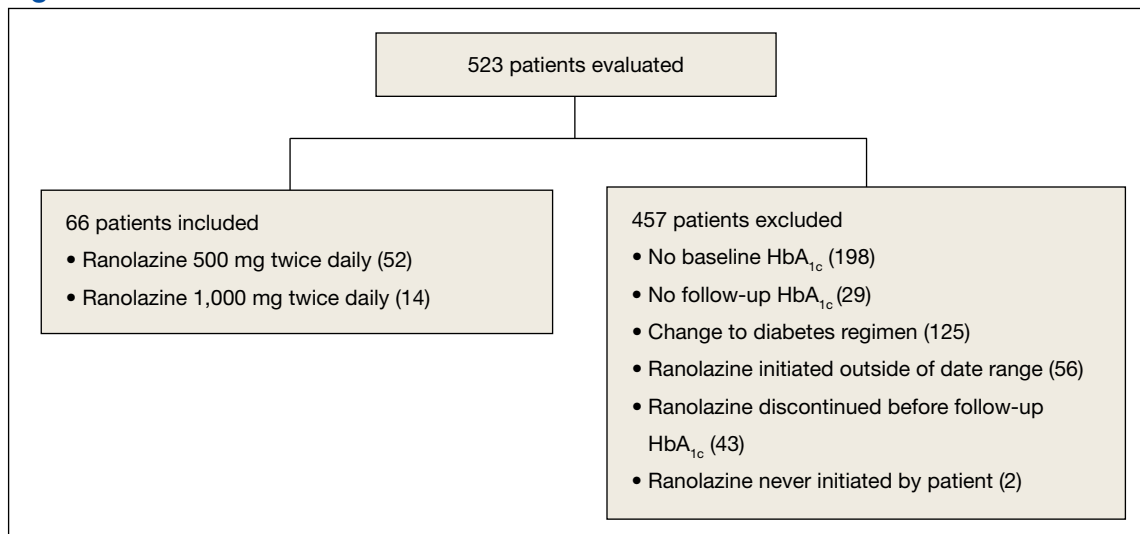 523 patients evaluated
66 patients included
• Ranolazine 500 mg twice daily (52)
• Ranolazine 1,000 mg twice daily (14)
457 patients excluded
• No baseline HbA1c (198)
• No follow-up HbA1c (29)
• Change to diabetes regimen (125)
• Ranolazine initiated outside of date range (56)
• Ranolazine discontinued before follow-up
HbA1c (43)
• Ranolazine never initiated by patient (2)